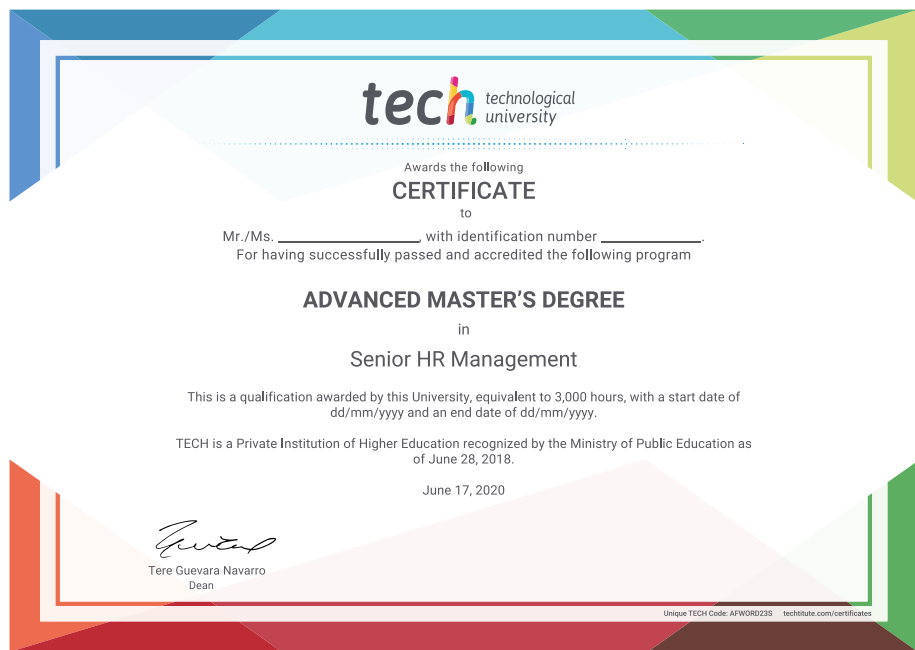 tech technological
university
Awards the following
CERTIFICATE
to
Mr./Ms. ____________________, with identification number ______________.
For having successfully passed and accredited the following program
ADVANCED MASTER'S DEGREE
in
Senior HR Management
This is a qualification awarded by this University, equivalent to 3,000 hours, with a start date of
dd/mm/yyyy and an end date of dd/mm/yyyy.
TECH is a Private Institution of Higher Education recognized by the Ministry of Public Education as
of June 28, 2018.
June 17, 2020
Tere Guevara Navarro
Dean
Unique TECH Code: AFWORD23S techtitute.com/certificates